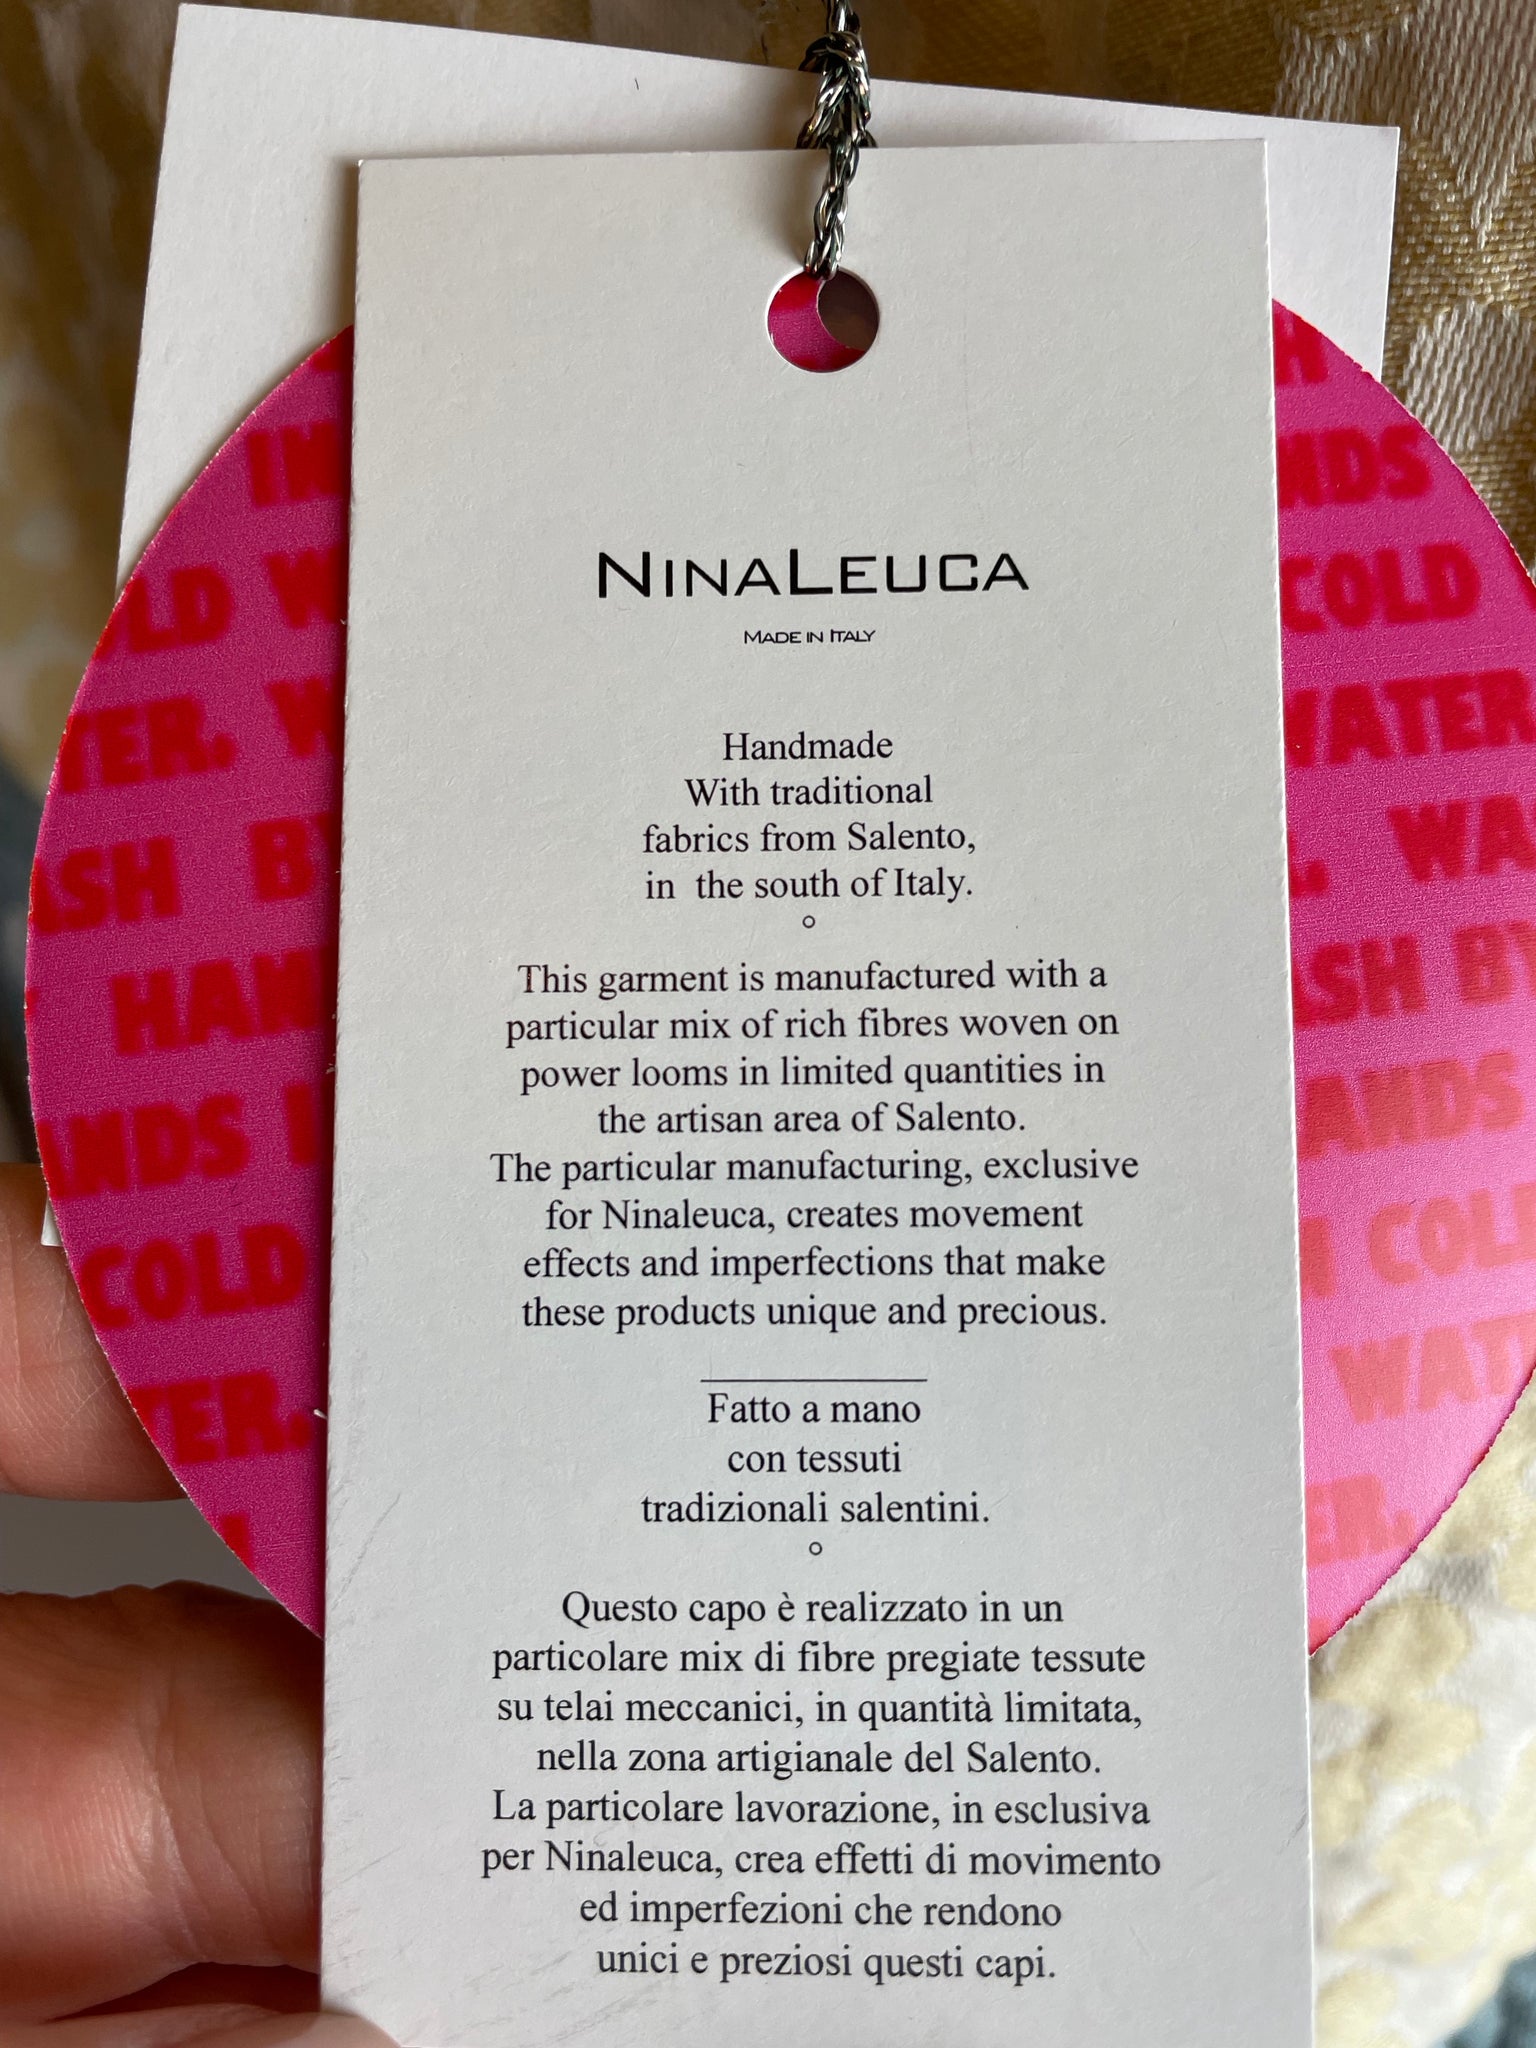 NINALEUCA
MADE IN ITALY
Handmade
With traditional
fabrics from Salento,
in the south of Italy.
This garment is manufactured with a
particular mix of rich fibres woven on
power looms in limited quantities in
the artisan area of Salento.
The particular manufacturing, exclusive
for Ninaleuca, creates movement
effects and imperfections that make
these products unique and precious.
Fatto a mano
con tessuti
tradizionali salentini.
Questo capo è realizzato in un
particolare mix di fibre pregiate tessute
su telai meccanici, in quantità limitata,
nella zona artigianale del Salento.
La particolare lavorazione, in esclusiva
per Ninaleuca, crea effetti di movimento
ed imperfezioni che rendono
unici e preziosi questi capi.
COLD
COLD